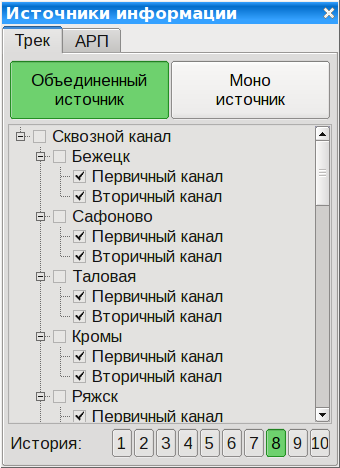 Источники информации
Трек АРП
Объединенный источник
Моно источник
Сквозной канал
Бежецк
Первичный канал
Вторичный канал
Сафоново
Первичный канал
Вторичный канал
Таловая
Первичный канал
Вторичный канал
Кромы
Первичный канал
Вторичный канал
Ряжск
Первичный канал
История: 1 2 3 4 5 6 7 8 9 10